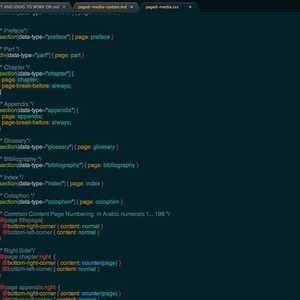 T AND IDEAS TO WORK ON.md × paged-media-update.md × paged-media.css
* Preface*/
section[data-type="preface"] { page: preface }
* Part */
div[data-type="part"] { page: part }
* Chapter */
section[data-type="chapter"] {
page: chapter;
page-break-before: always;
}
* Appendix */
section[data-type="appendix"] {
page: appendix;
page-break-before: always;
* Glossary*/
section[data-type="glossary"] { page: glossary }
* Bibliography */
section[data-type="bibliography"] { page: bibliography }
* Index */
section[data-type="index"] { page: index }
* Colophon */
section[data-type="colophon"] { page: colophon }
* Common Content Page Numbering in Arabic numerals 1... 199 */
@page titlepage{
@bottom-right-corner { content: normal }
@bottom-left-corner { content: normal }
* Right Side*/
@page chapter:right {
@bottom-right-corner { content: counter(page) }
@bottom-left-corner { content: normal }
@page appendix:right {
@bottom-right-corner { content: counter(page) }
@bottom-left-corner { content: normal }